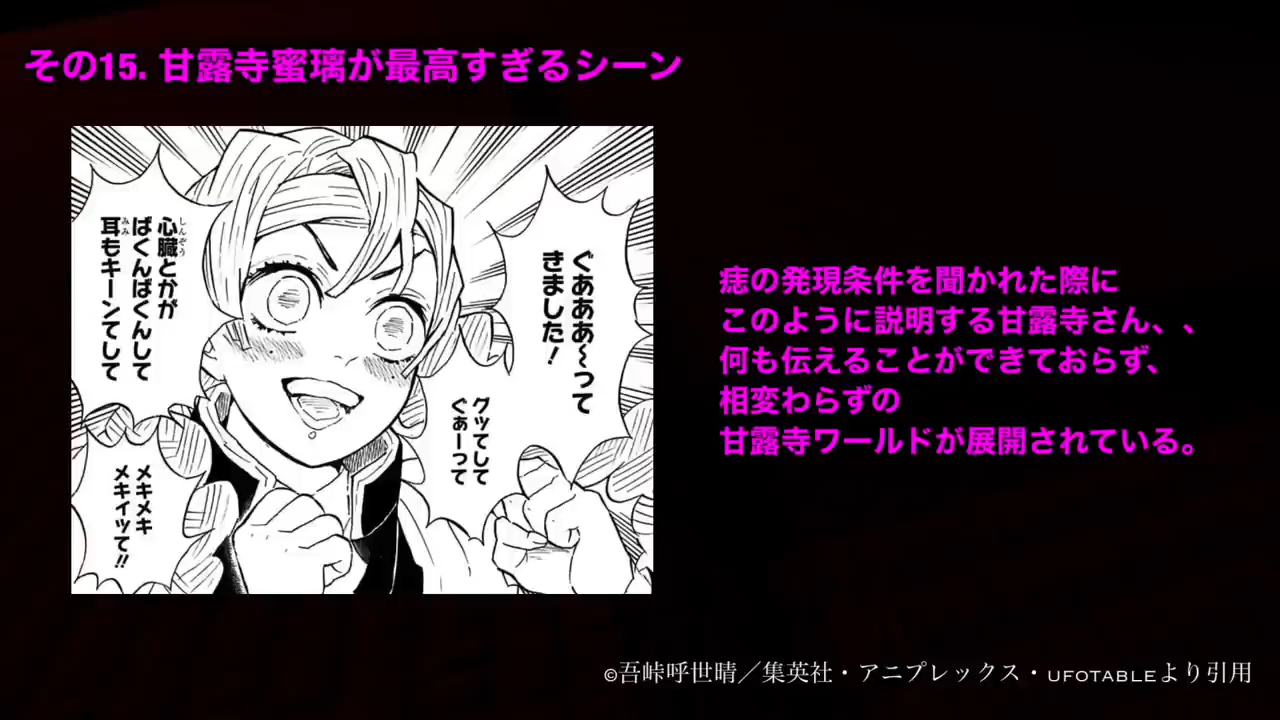 その15. 甘露寺蜜璃が最高すぎるシーン
ぐあああ〜って
きました!
グッてして
ぐぁーって
心臓とかが
しんぞう
ばくんばくんして
耳もキーンてして
みみ
メキメキ
メキィッて!!
痣の発現条件を聞かれた際に
このように説明する甘露寺さん、、
何も伝えることができておらず、
相変わらずの
甘露寺ワールドが展開されている。
©吾峠呼世晴／集英社・アニプレックス・UFOTABLEより引用